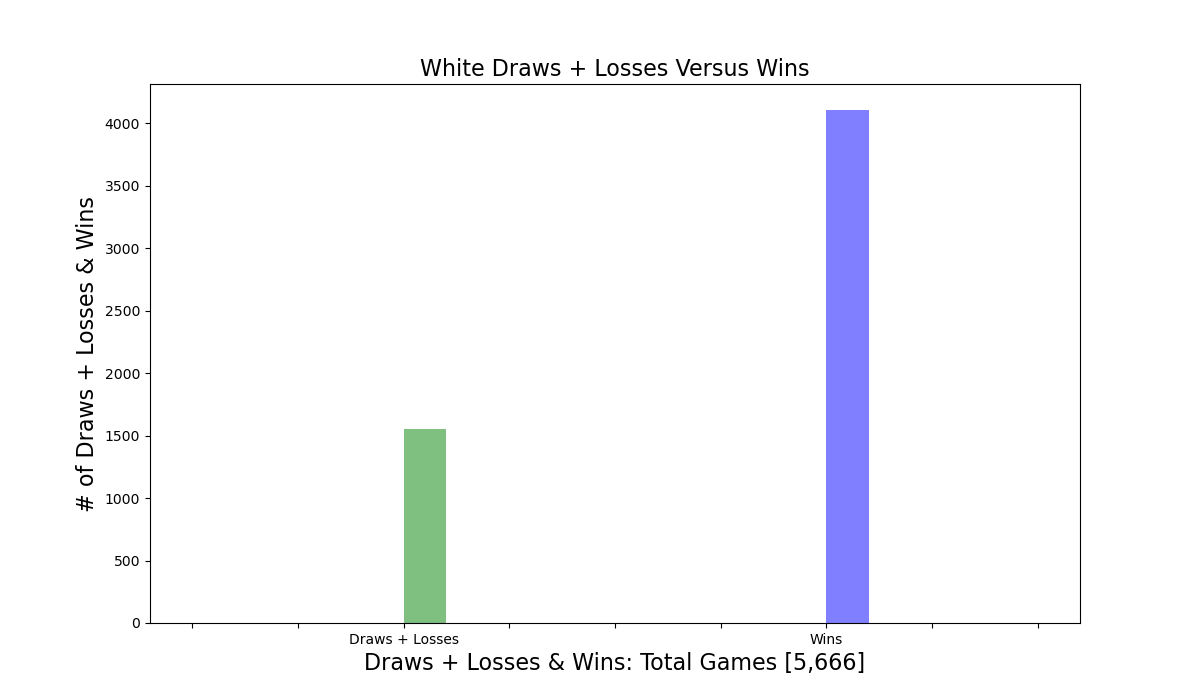 White Draws + Losses Versus Wins
# of Draws + Losses & Wins
4000
3500
3000
2500
2000
1500
1000
500
0
Draws + Losses
Wins
Draws + Losses & Wins: Total Games [5,666]